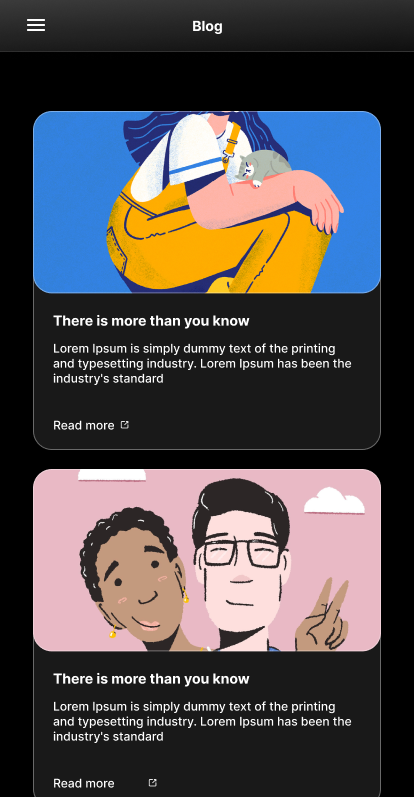 Blog
There is more than you know
Lorem Ipsum is simply dummy text of the printing
and typesetting industry. Lorem Ipsum has been the
industry's standard
Read more
There is more than you know
Lorem Ipsum is simply dummy text of the printing
and typesetting industry. Lorem Ipsum has been the
industry's standard
Read more